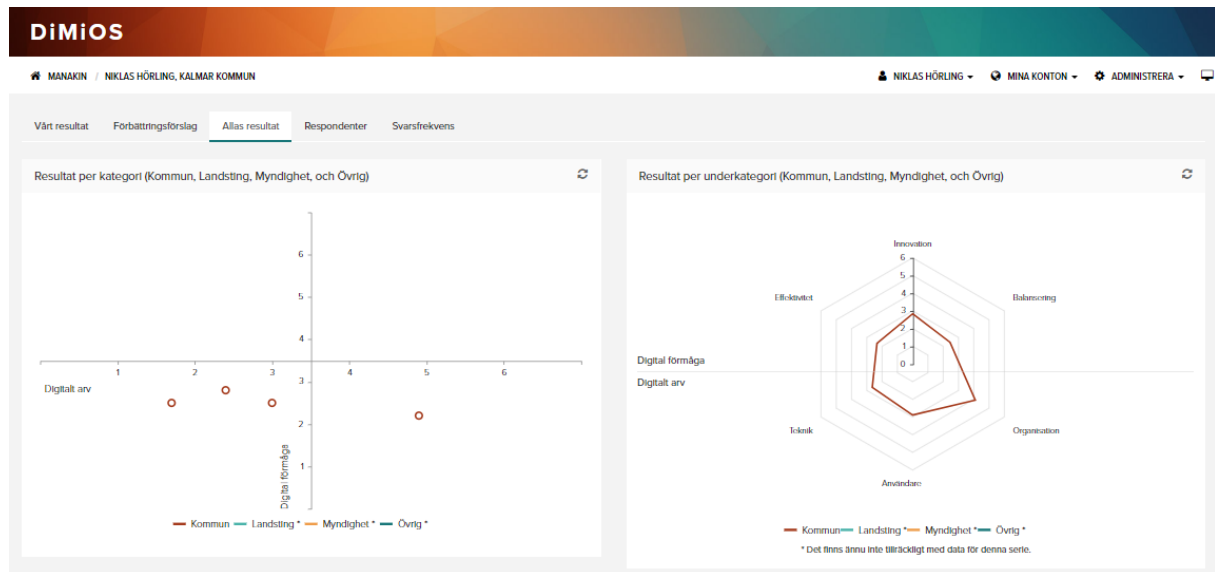 DiMiOS
MANAKIN / NIKLAS HÖRLING, KALMAR KOMMUN
NIKLAS HÖRLING MINA KONTON ADMINISTRERA
Vårt resultat Förbättringsförslag Allas resultat Respondenter Svarsfrekvens
Resultat per kategori (Kommun, Landsting, Myndighet, och Övrig)
6
5
4
1 2 3 4 5 6
Digitalt arv
3
2
1
Digital förmåga
Kommun Landsting * Myndighet * Övrig *
Resultat per underkategori (Kommun, Landsting, Myndighet, och Övrig)
Innovation
6
5
Effektivitet 4 Balansering
3
2
1
Digital förmåga
0
Digitalt arv
Teknik Organisation
Användare
Kommun Landsting * Myndighet * Övrig *
* Det finns ännu inte tillräckligt med data för denna serie.